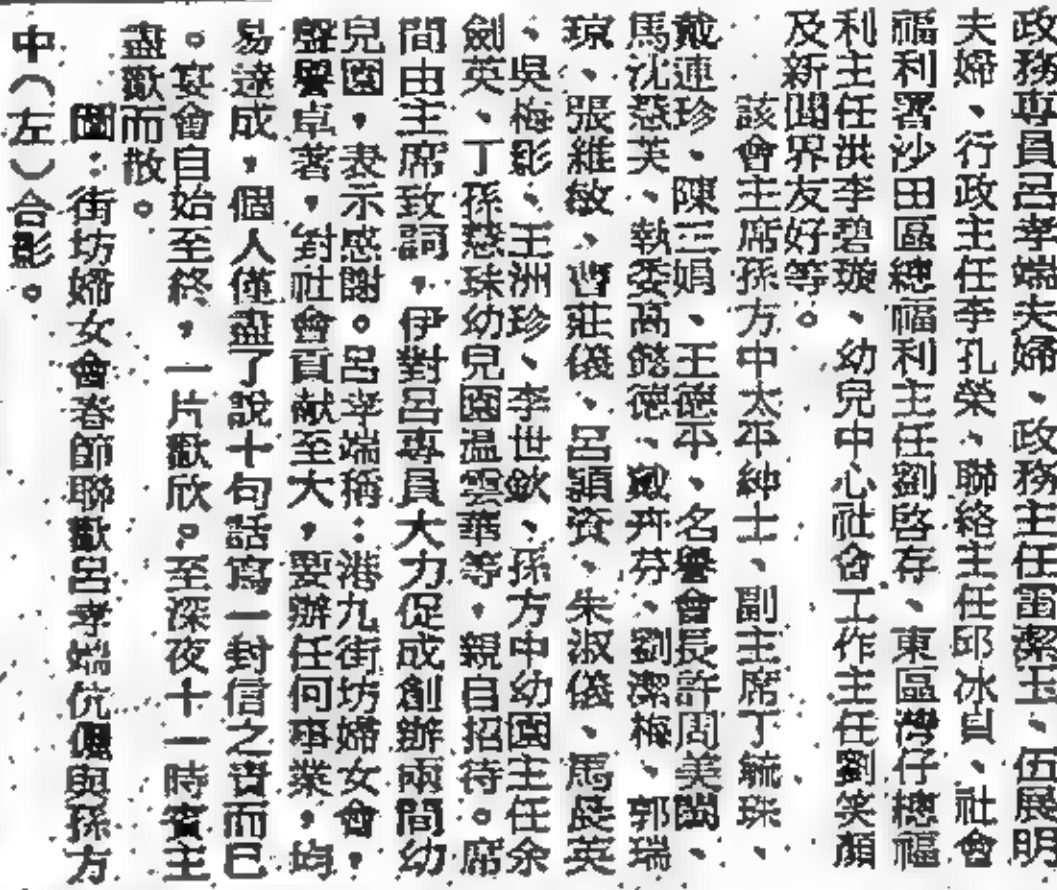 政務專員呂孝端夫婦、政務主任雷潔玉、伍展明
夫婦、行政主任李孔榮、聯絡主任邱冰貝、社會
福利署沙田區總福利主任劉啓存、東區灣仔總福
利主任洪李碧璇、幼兒中心社會工作主任劉笑顏
及新聞界友好等。
該會主席孫方中太平紳士、副主席丁毓珠、
戴連珍、陳三娟、王德平、名譽會長許周美閣、
馬沈慧英、執委高懿德、戴丹芬、劉潔梅、郭瑞
琼、張維敏、曹莊儀、呂頴資、朱淑儀、馬晨英
、吳梅影、王洲珍、李世歛、孫方中幼園主任余
劍英、丁孫慧珠幼兒園温雲華等,親自招待。席
間由主席致詞,伊對呂專員大力促成創辦兩間幼
兒園,表示感謝。呂孝端稱:港九街坊婦女會,
聲譽卓著,對社會貢献至大,要辦任何事業,均
易達成,個人僅盡了說十句話寫一封信之責而已
。宴會自始至終,一片歡欣。至深夜十一時賓主
盡歡而散。
圖:街坊婦女會春節聯歡呂孝端伉儷與孫方
中(左)合影。